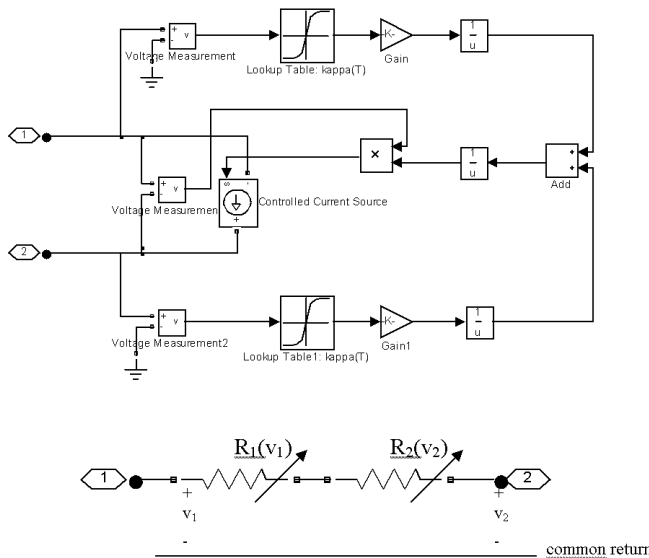 +
-
v
Voltage Measurement
Lookup Table: kappa(T)
-K-
Gain
1
u
1
+
-
v
Voltage Measuremen
s
-
+
Controlled Current Source
×
1
u
+
+
Add
2
+
-
v
Voltage Measurement2
Lookup Table1: kappa(T)
-K-
Gain1
1
u
R1(v1)
R2(v2)
1
2
+
v1
-
+
v2
-
common return